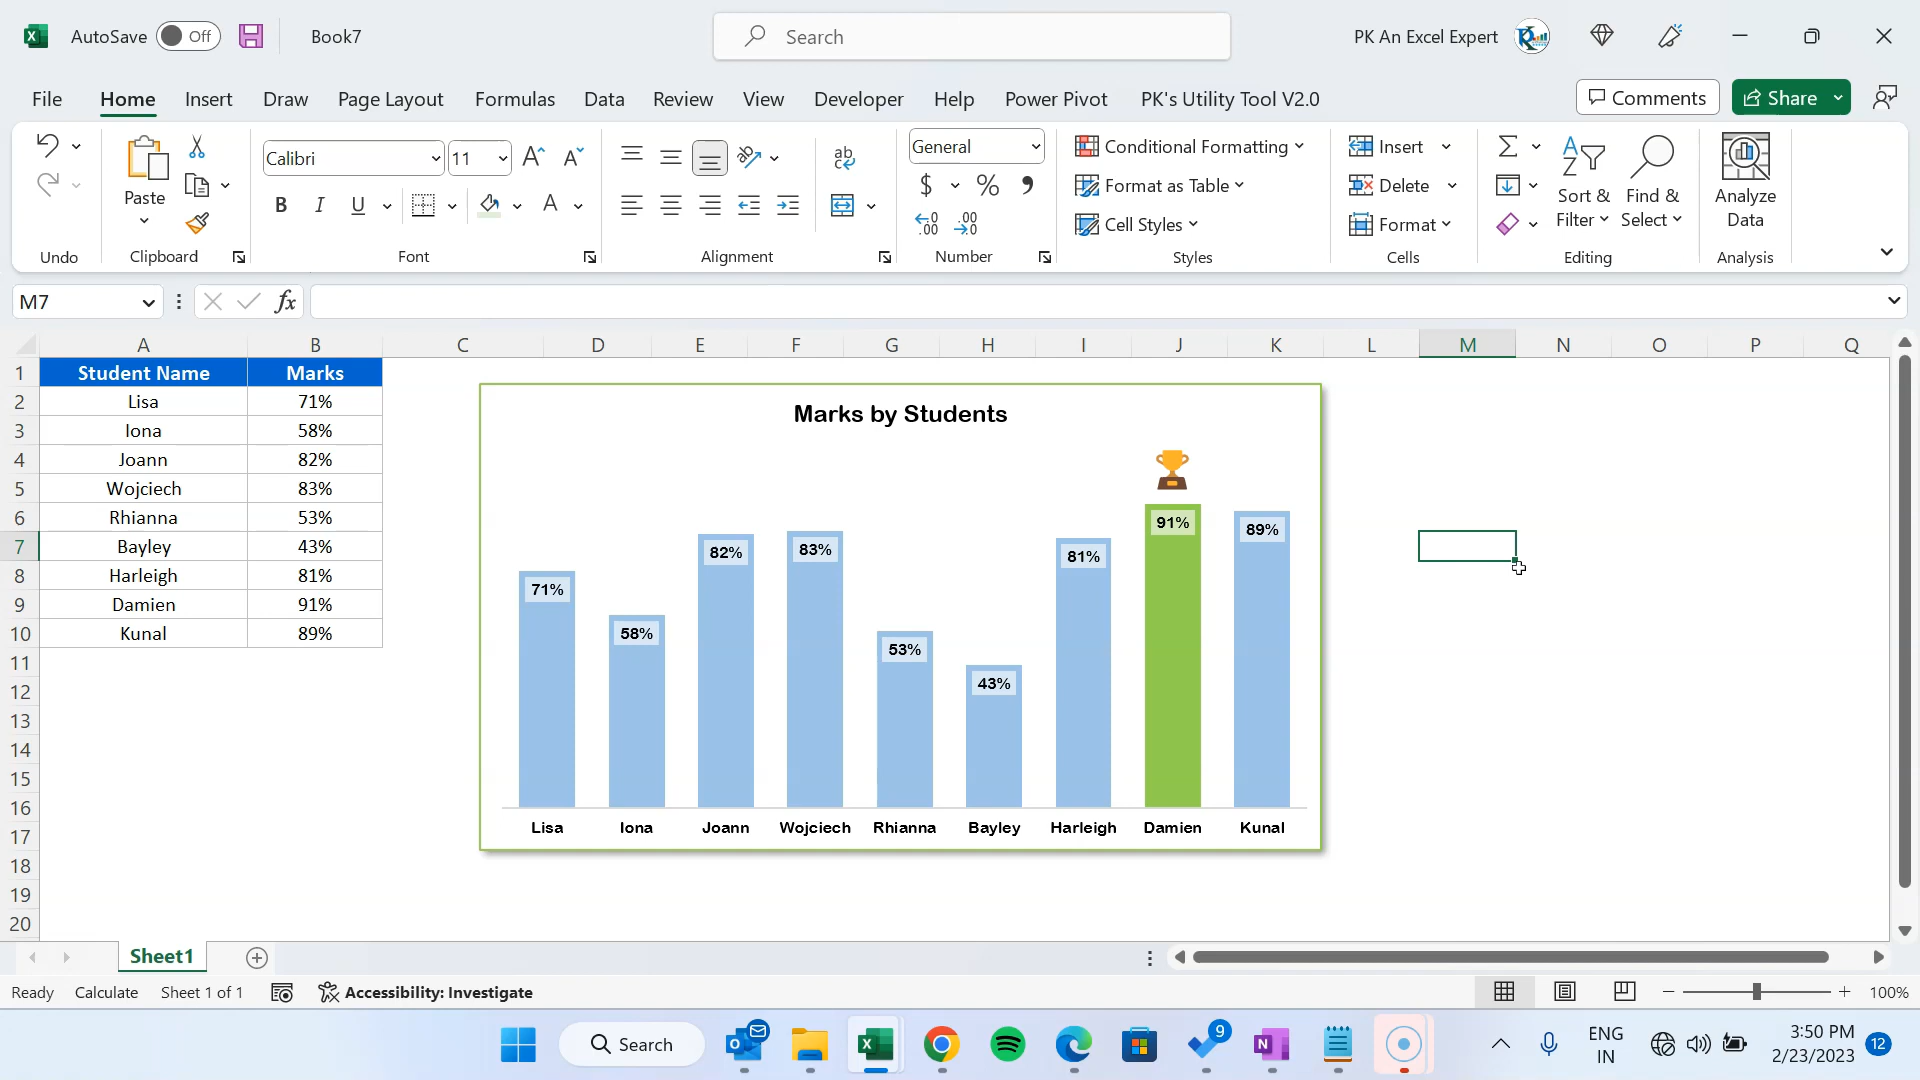 AutoSave Off Book7 Search PK An Excel Expert
File Home Insert Draw Page Layout Formulas Data Review View Developer Help Power Pivot PK's Utility Tool V2.0 Comments Share
Calibri 11 General Conditional Formatting Insert
Paste Format as Table Delete Sort & Find & Analyze
B I U A $ % Cell Styles Format Filter Select Data
Undo Clipboard Font Alignment Number Styles Cells Editing Analysis
M7 fx
A B C D E F G H I J K L M N O P Q
1 Student Name Marks
2 Lisa 71%
3 Iona 58%
4 Joann 82%
5 Wojciech 83%
6 Rhianna 53%
7 Bayley 43%
8 Harleigh 81%
9 Damien 91%
10 Kunal 89%
11
12
13
14
15
16
17
18
19
20
Marks by Students
71% 58% 82% 83% 53% 43% 81% 91% 89%
Lisa Iona Joann Wojciech Rhianna Bayley Harleigh Damien Kunal
Sheet1
Ready Calculate Sheet 1 of 1 Accessibility: Investigate 100%
Search 9 ENG 3:50 PM
IN 2/23/2023 12